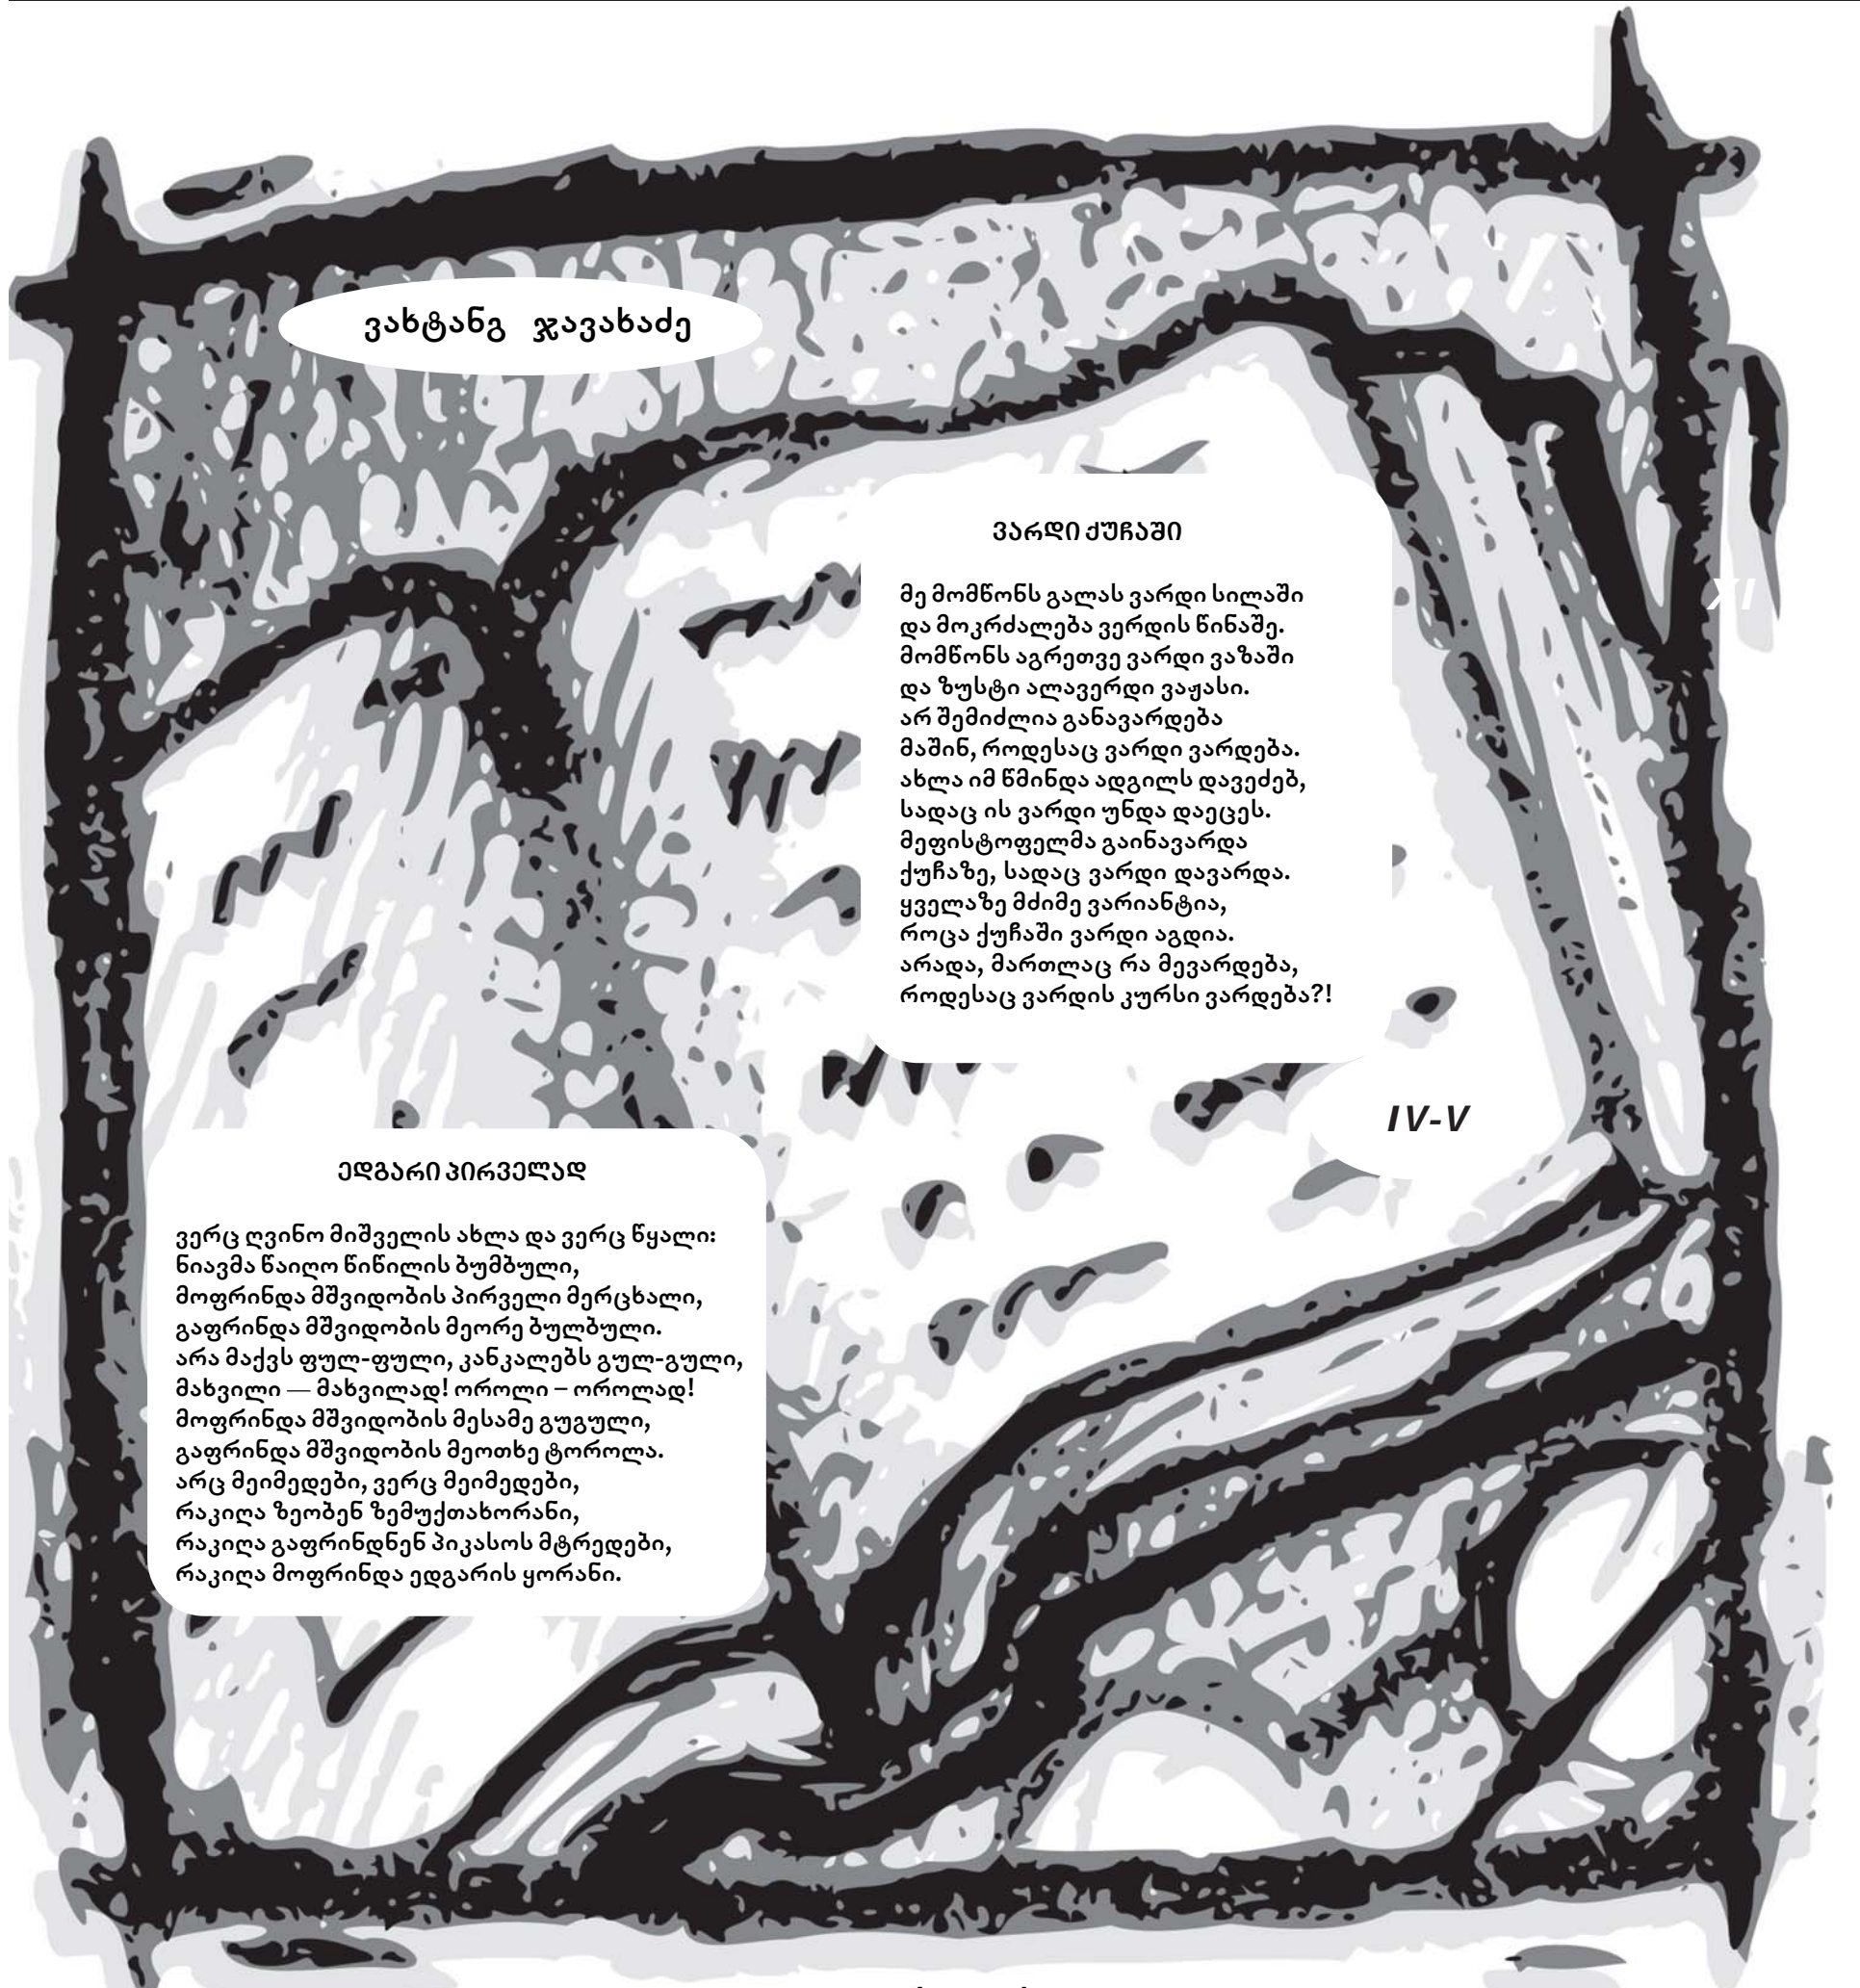 ვახტანგ ჯავახაძე
ვარდი ქუჩაში
მე მომწონს გალას ვარდი სილაში
და მოკრძალება ვერდის წინაშე.
მომწონს აგრეთვე ვარდი ვაზაში
და ზუსტი ალავერდი ვაჟასი.
არ შემიძლია განავარდება
მაშინ, როდესაც ვარდი ვარდება.
ახლა იმ წმინდა ადგილს დავეძებ,
სადაც ის ვარდი უნდა დაეცეს.
მეფისტოფელმა გაინავარდა
ქუჩაზე, სადაც ვარდი დავარდა.
ყველაზე მძიმე ვარიანტია,
როცა ქუჩაში ვარდი აგდია.
არადა, მართლაც რა მევარდება,
როდესაც ვარდის კურსი ვარდება?!
XI
IV-V
ედგარი პირველად
ვერც ღვინო მიშველის ახლა და ვერც წყალი:
ნიავმა წაიღო წიწილის ბუმბული,
მოფრინდა მშვიდობის პირველი მერცხალი,
გაფრინდა მშვიდობის მეორე ბულბული.
არა მაქვს ფულ-ფული, კანკალებს გულ-გული,
მახვილი — მახვილად! ოროლი – ოროლად!
მოფრინდა მშვიდობის მესამე გუგული,
გაფრინდა მშვიდობის მეოთხე ტოროლა.
არც მეიმედები, ვერც მეიმედები,
რაკიღა ზეობენ ზემუქთახორანი,
რაკიღა გაფრინდნენ პიკასოს მტრედები,
რაკიღა მოფრინდა ედგარის ყორანი.